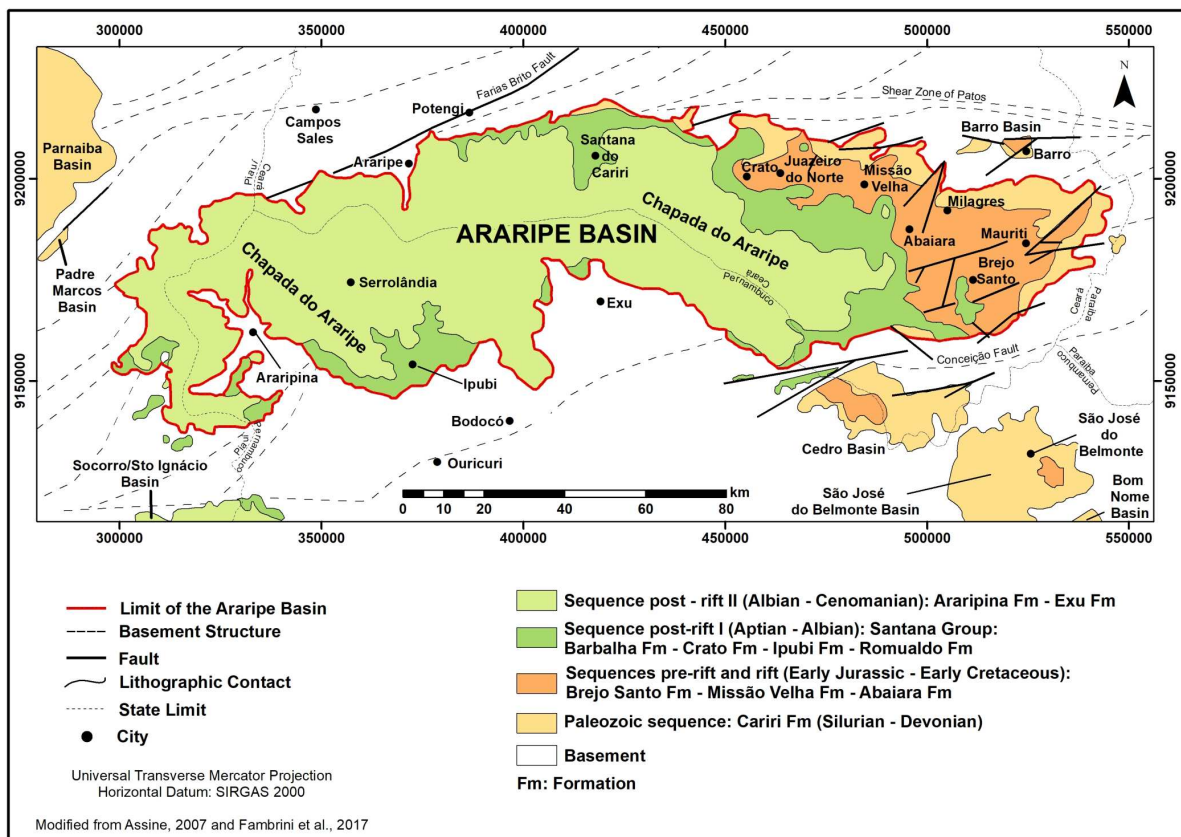 300000
350000
400000
450000
500000
550000
9200000
9150000
9200000
9150000
N
Farias Brito Fault
Shear Zone of Patos
Potengi
Campos
Sales
Parnaiba
Basin
Piauí
Ceará
Araripe
Santana
do
Cariri
Crato
Juazeiro
do Norte
Missão
Velha
Barro Basin
Barro
Milagres
Abaiara
Mauriti
Brejo
Santo
ARARIPE BASIN
Chapada do Araripe
Chapada do Araripe
Ceara
Pernambuco
Padre
Marcos
Basin
Serrolândia
Exu
Araripina
Ipubi
Bodocó
Ouricuri
Paraiba
Ceará
Conceição Fault
Paraiba
Pernambuco
Cedro Basin
São José
do
Belmonte
São José
do Belmonte Basin
Bom
Nome
Basin
Pernambuco
Socorro/Sto Ignácio
Basin
0 10 20 40 60 80
km
300000
350000
400000
450000
500000
550000
Limit of the Araripe Basin
Basement Structure
Fault
Lithographic Contact
State Limit
City
Universal Transverse Mercator Projection
Horizontal Datum: SIRGAS 2000
Modified from Assine, 2007 and Fambrini et al., 2017
Sequence post - rift II (Albian - Cenomanian): Araripina Fm - Exu Fm
Sequence post-rift I (Aptian - Albian): Santana Group:
Barbalha Fm - Crato Fm - Ipubi Fm - Romualdo Fm
Sequences pre-rift and rift (Early Jurassic - Early Cretaceous):
Brejo Santo Fm - Missão Velha Fm - Abaiara Fm
Paleozoic sequence: Cariri Fm (Silurian - Devonian)
Basement
Fm: Formation